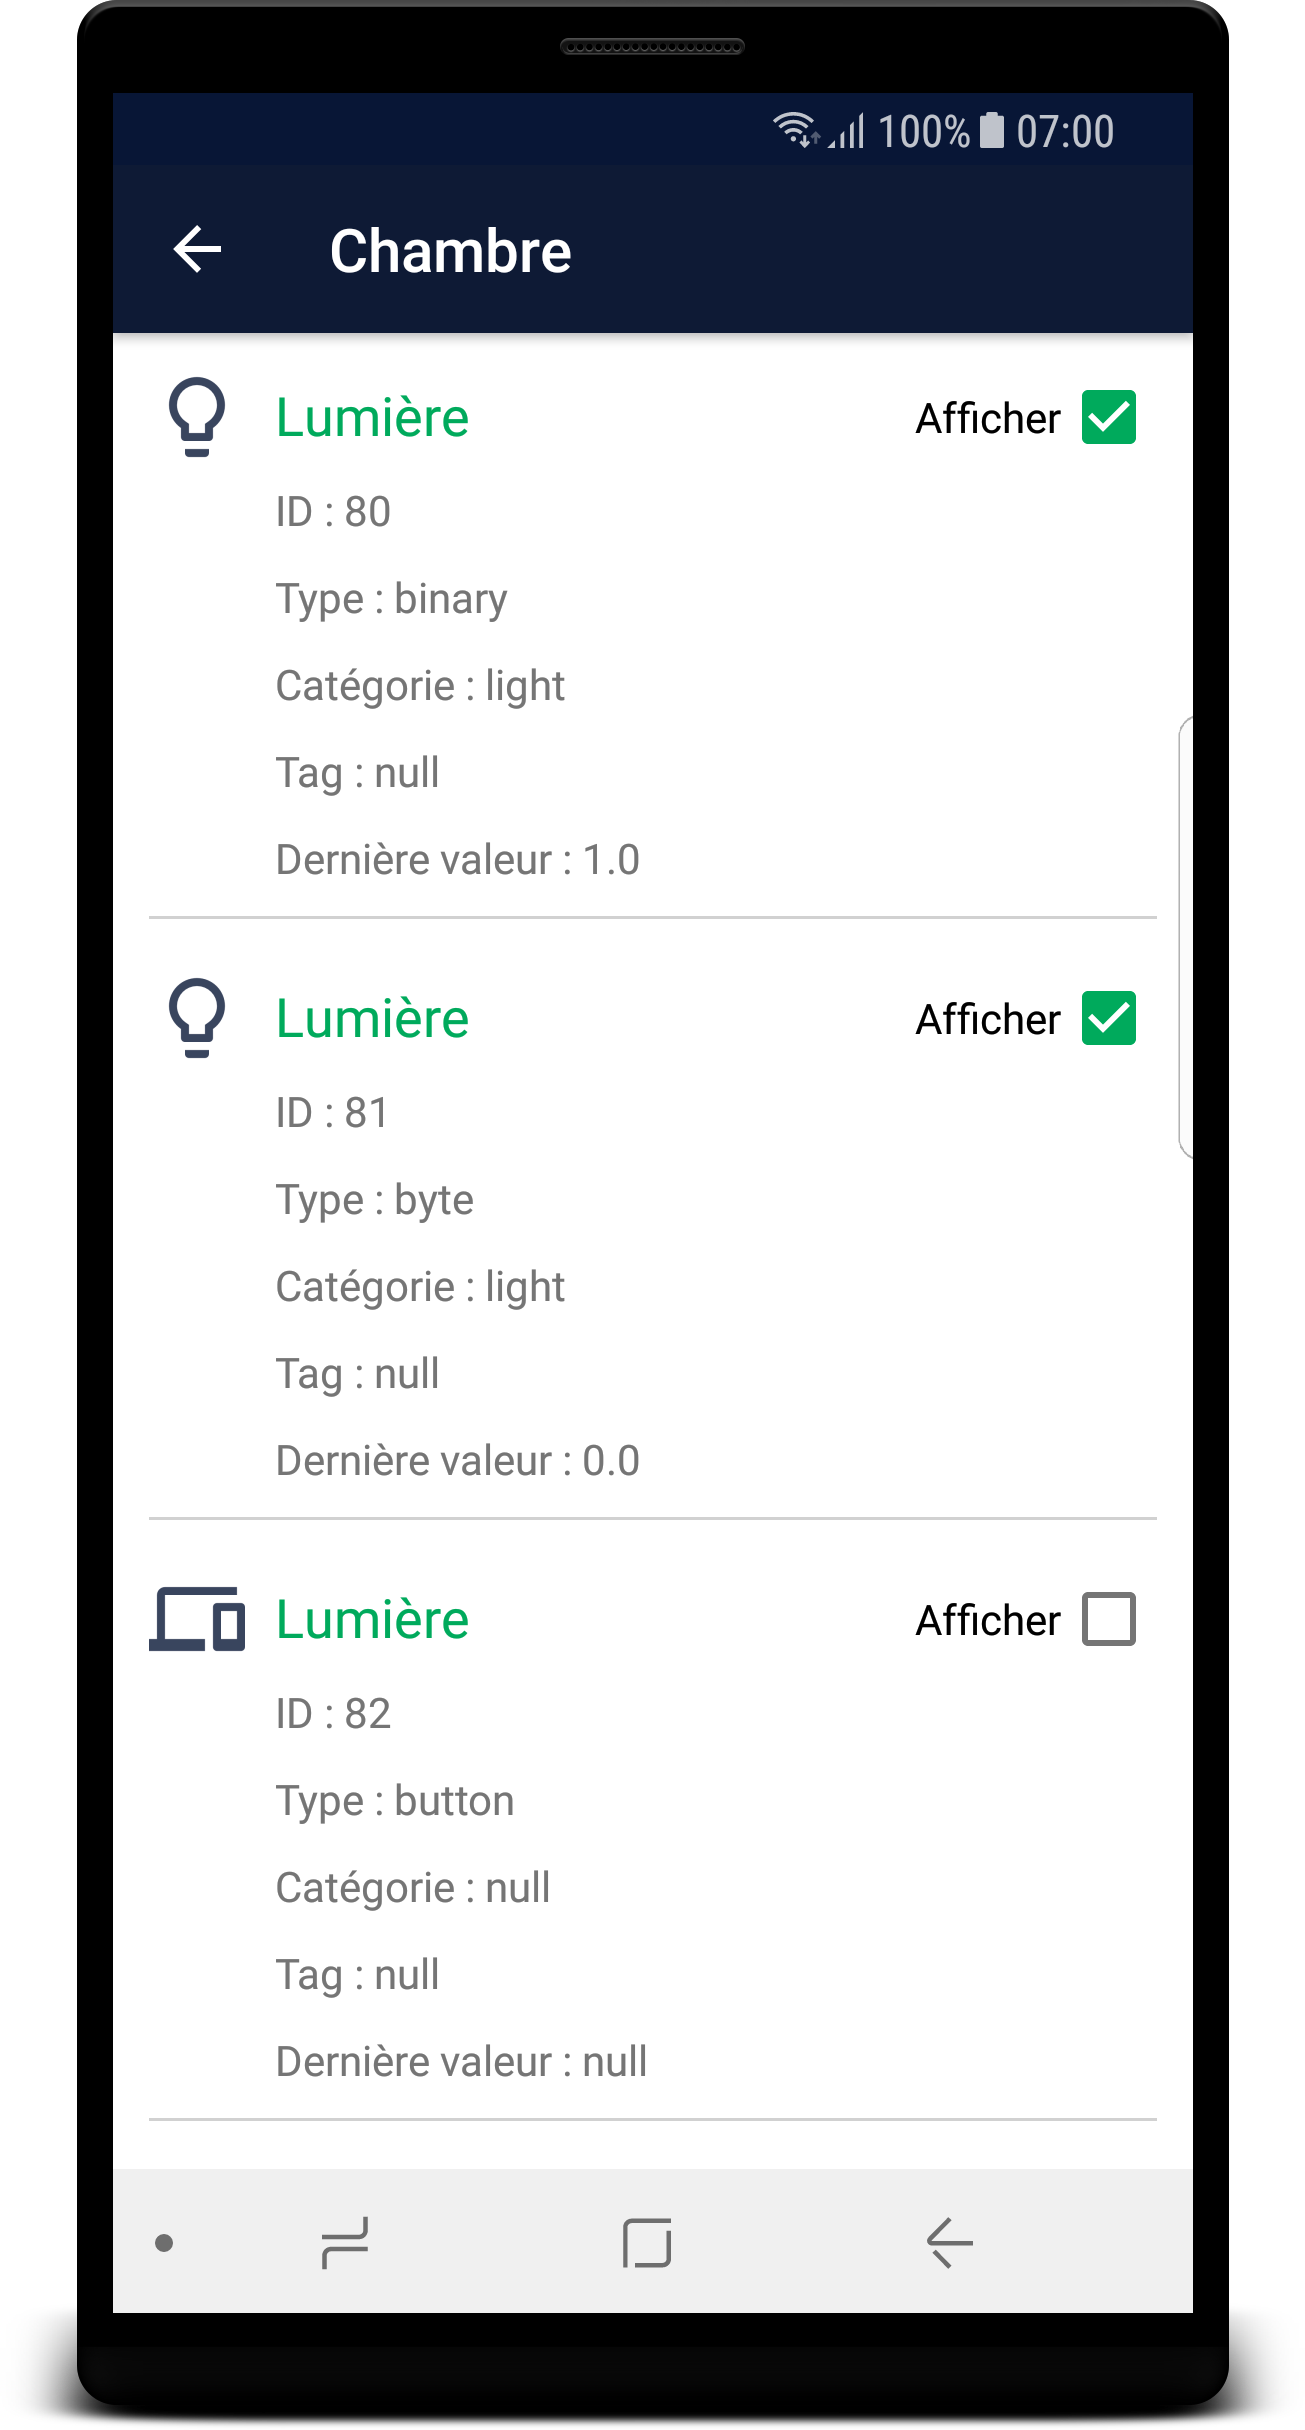 100% 07:00
Chambre
Lumière Afficher
ID : 80
Type : binary
Catégorie : light
Tag : null
Dernière valeur : 1.0
Lumière Afficher
ID : 81
Type : byte
Catégorie : light
Tag : null
Dernière valeur : 0.0
Lumière Afficher
ID : 82
Type : button
Catégorie : null
Tag : null
Dernière valeur : null